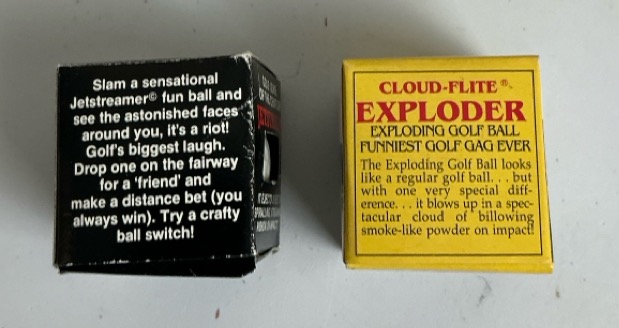 Slam a sensational
Jetstreamer© fun ball and
see the astonished faces
around you, it's a riot!
Golf's biggest laugh.
Drop one on the fairway
for a 'friend' and
make a distance bet (you
always win). Try a crafty
ball switch!
CLOUD-FLITE®
EXPLODER
EXPLODING GOLF BALL
FUNNIEST GOLF GAG EVER
The Exploding Golf Ball looks
like a regular golf ball. . . but
with one very special diff-
erence. . . it blows up in a spec-
tacular cloud of billowing
smoke-like powder on impact!